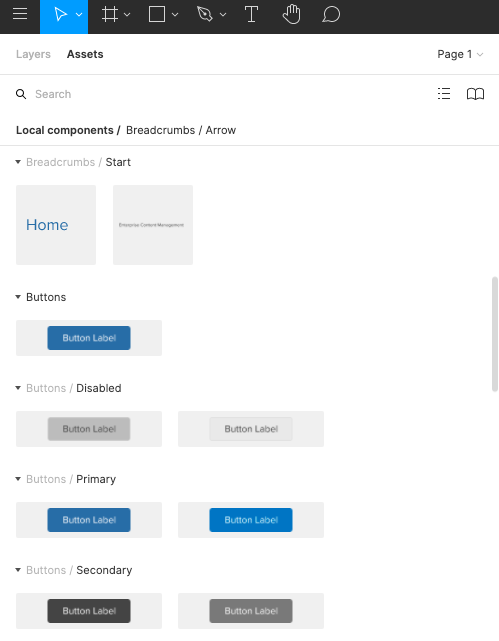 Layers Assets Page 1
Search
Local components / Breadcrumbs / Arrow
Breadcrumbs / Start
Home Enterprise Content Management
Buttons
Button Label
Buttons / Disabled
Button Label Button Label
Buttons / Primary
Button Label Button Label
Buttons / Secondary
Button Label Button Label